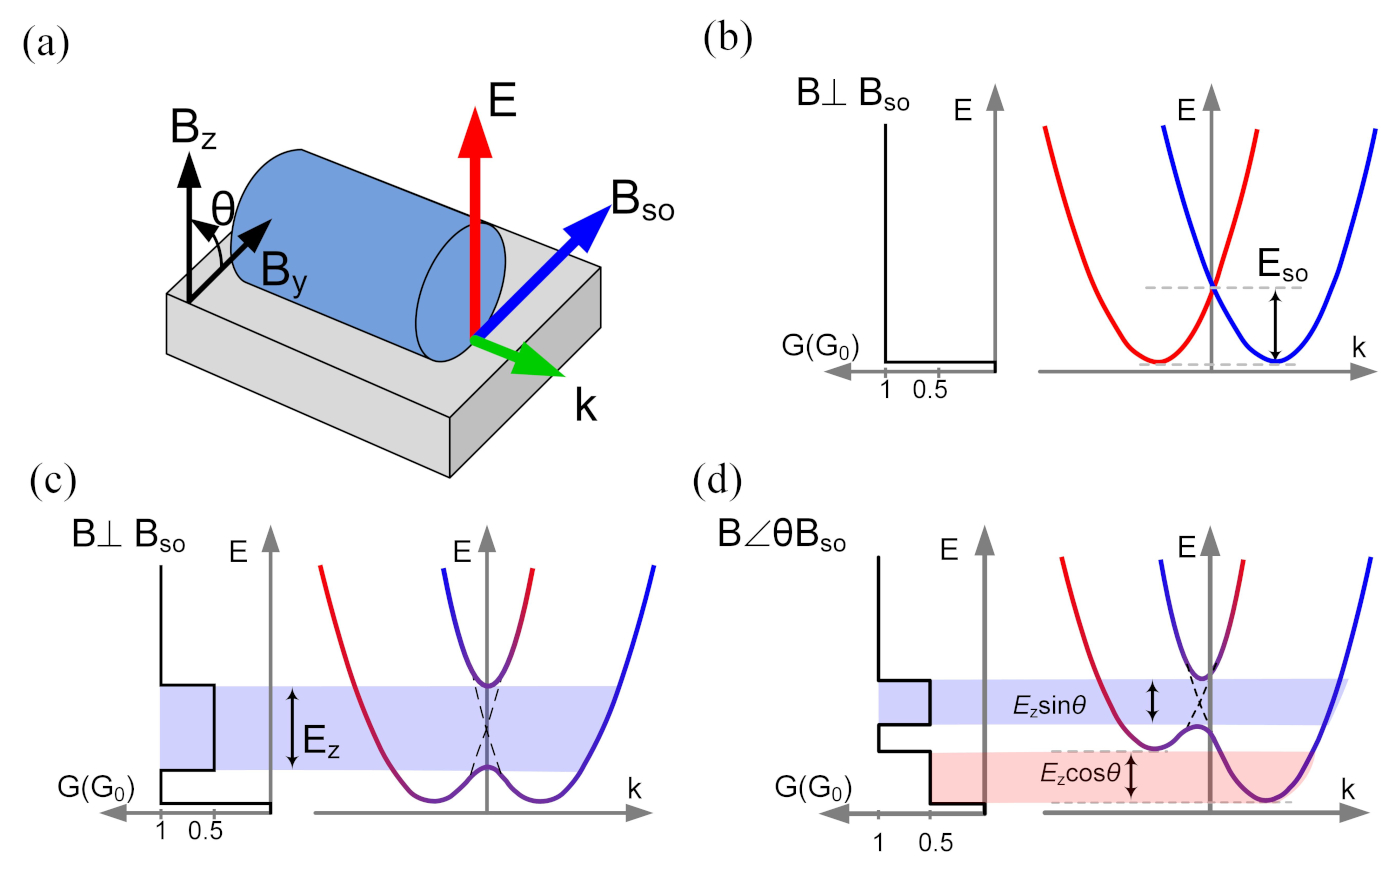 (a)
E
B_z
B_so
θ
B_y
k
(b)
B⊥ B_so
E
E
E_so
G(G_0)
k
1 0.5
(c)
B⊥ B_so
E
E
E_z
G(G_0)
k
1 0.5
(d)
B∠θB_so
E
E
E_zsinθ
E_zcosθ
G(G_0)
k
1 0.5